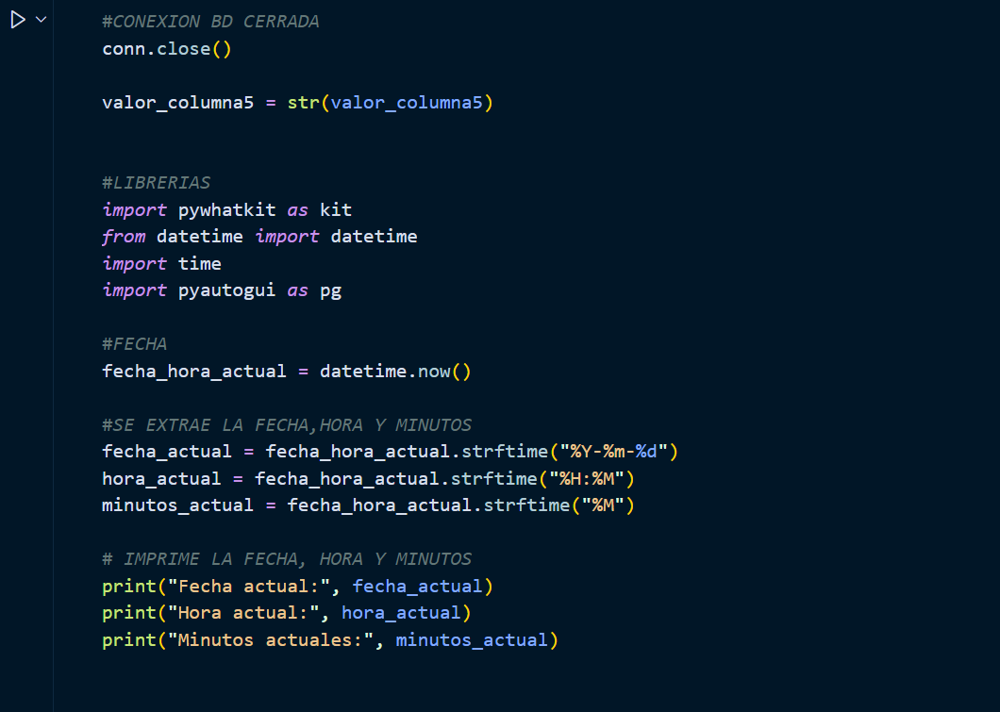 #CONEXION BD CERRADA
conn.close()
valor_columna5 = str(valor_columna5)
#LIBRERIAS
import pywhatkit as kit
from datetime import datetime
import time
import pyautogui as pg
#FECHA
fecha_hora_actual = datetime.now()
#SE EXTRAE LA FECHA,HORA Y MINUTOS
fecha_actual = fecha_hora_actual.strftime("%Y-%m-%d")
hora_actual = fecha_hora_actual.strftime("%H:%M")
minutos_actual = fecha_hora_actual.strftime("%M")
# IMPRIME LA FECHA, HORA Y MINUTOS
print("Fecha actual:", fecha_actual)
print("Hora actual:", hora_actual)
print("Minutos actuales:", minutos_actual)